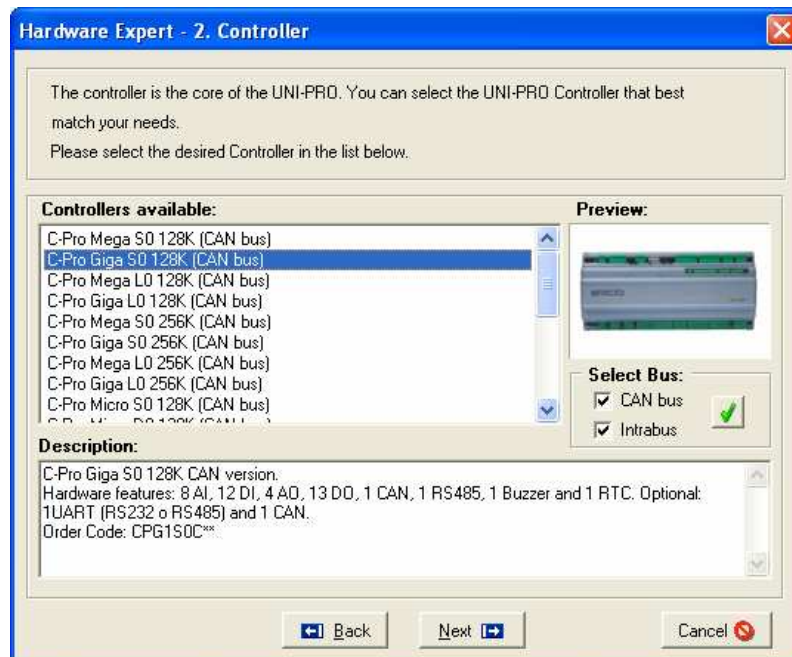 Hardware Expert - 2. Controller
The controller is the core of the UNI-PRO. You can select the UNI-PRO Controller that best
match your needs.
Please select the desired Controller in the list below.
Controllers available:
C-Pro Mega S0 128K (CAN bus)
C-Pro Giga S0 128K (CAN bus)
C-Pro Mega L0 128K (CAN bus)
C-Pro Giga L0 128K (CAN bus)
C-Pro Mega S0 256K (CAN bus)
C-Pro Giga S0 256K (CAN bus)
C-Pro Mega L0 256K (CAN bus)
C-Pro Giga L0 256K (CAN bus)
C-Pro Micro S0 128K (CAN bus)
Preview:
Select Bus:
CAN bus
Intrabus
Description:
C-Pro Giga S0 128K CAN version.
Hardware features: 8 AI, 12 DI, 4 AO, 13 DO, 1 CAN, 1 RS485, 1 Buzzer and 1 RTC. Optional:
1UART (RS232 o RS485) and 1 CAN.
Order Code: CPG1S0C**
Back
Next
Cancel